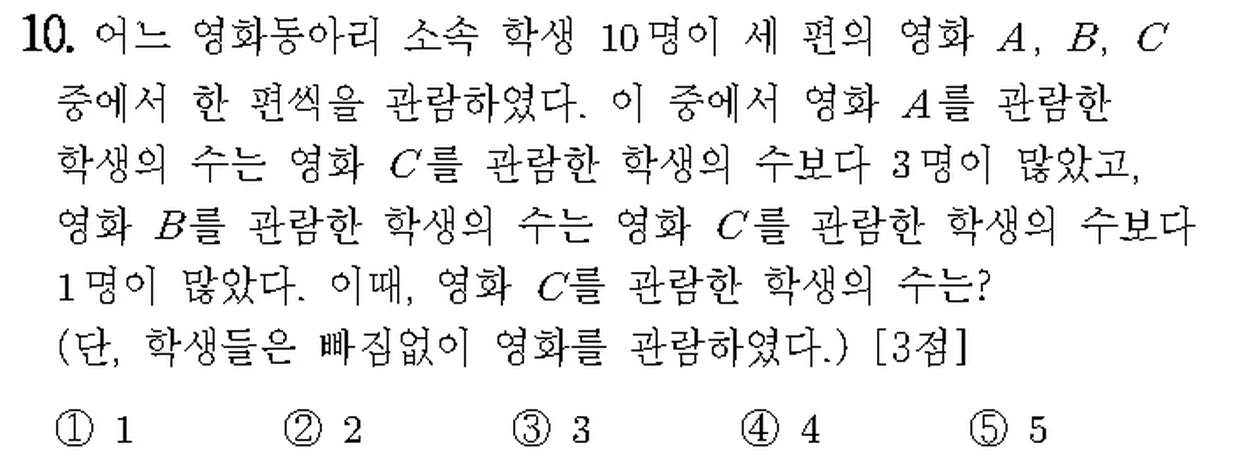 10. 어느 영화동아리 소속 학생 10명이 세 편의 영화 A, B, C
중에서 한 편씩을 관람하였다. 이 중에서 영화 A를 관람한
학생의 수는 영화 C를 관람한 학생의 수보다 3명이 많았고,
영화 B를 관람한 학생의 수는 영화 C를 관람한 학생의 수보다
1명이 많았다. 이때, 영화 C를 관람한 학생의 수는?
(단, 학생들은 빠짐없이 영화를 관람하였다.) [3점]
① 1 ② 2 ③ 3 ④ 4 ⑤ 5